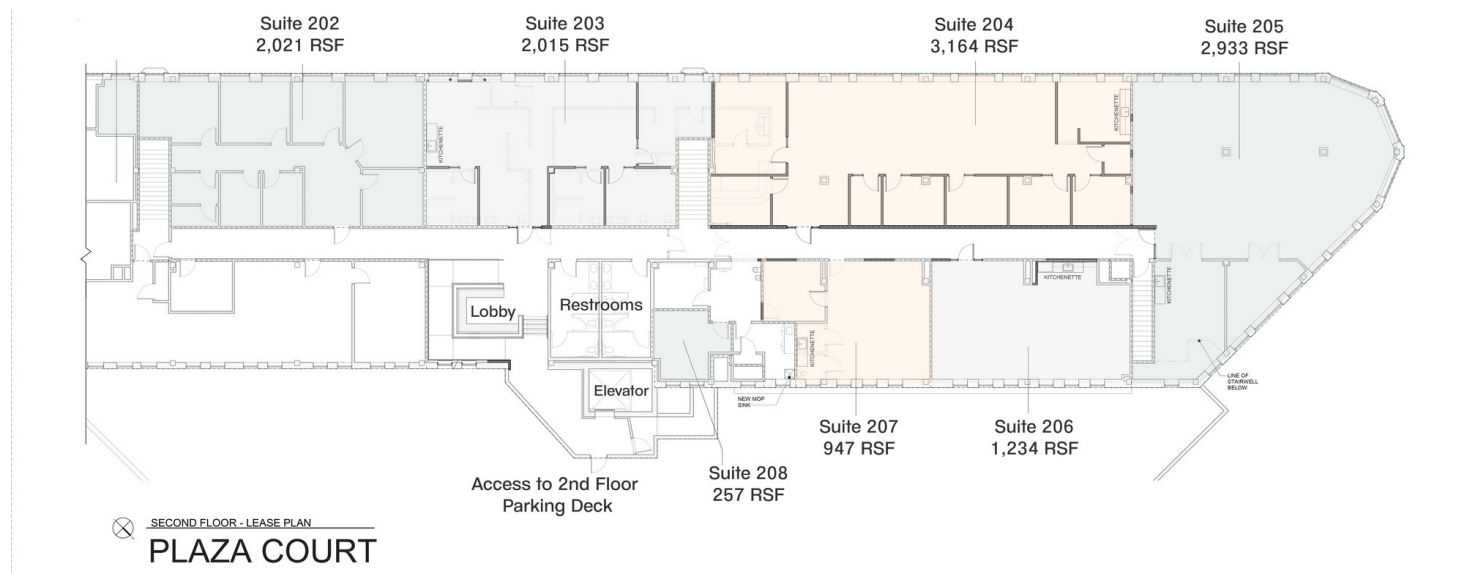 Suite 202
2,021 RSF
Suite 203
2,015 RSF
Suite 204
3,164 RSF
Suite 205
2,933 RSF
KITCHENETTE
KITCHENETTE
Lobby
Restrooms
KITCHENETTE
KITCHENETTE
KITCHENETTE
Elevator
NEW MOP
SINK
LINE OF
STAIRWELL
BELOW
Suite 207
947 RSF
Suite 206
1,234 RSF
Suite 208
257 RSF
Access to 2nd Floor
Parking Deck
SECOND FLOOR - LEASE PLAN
PLAZA COURT